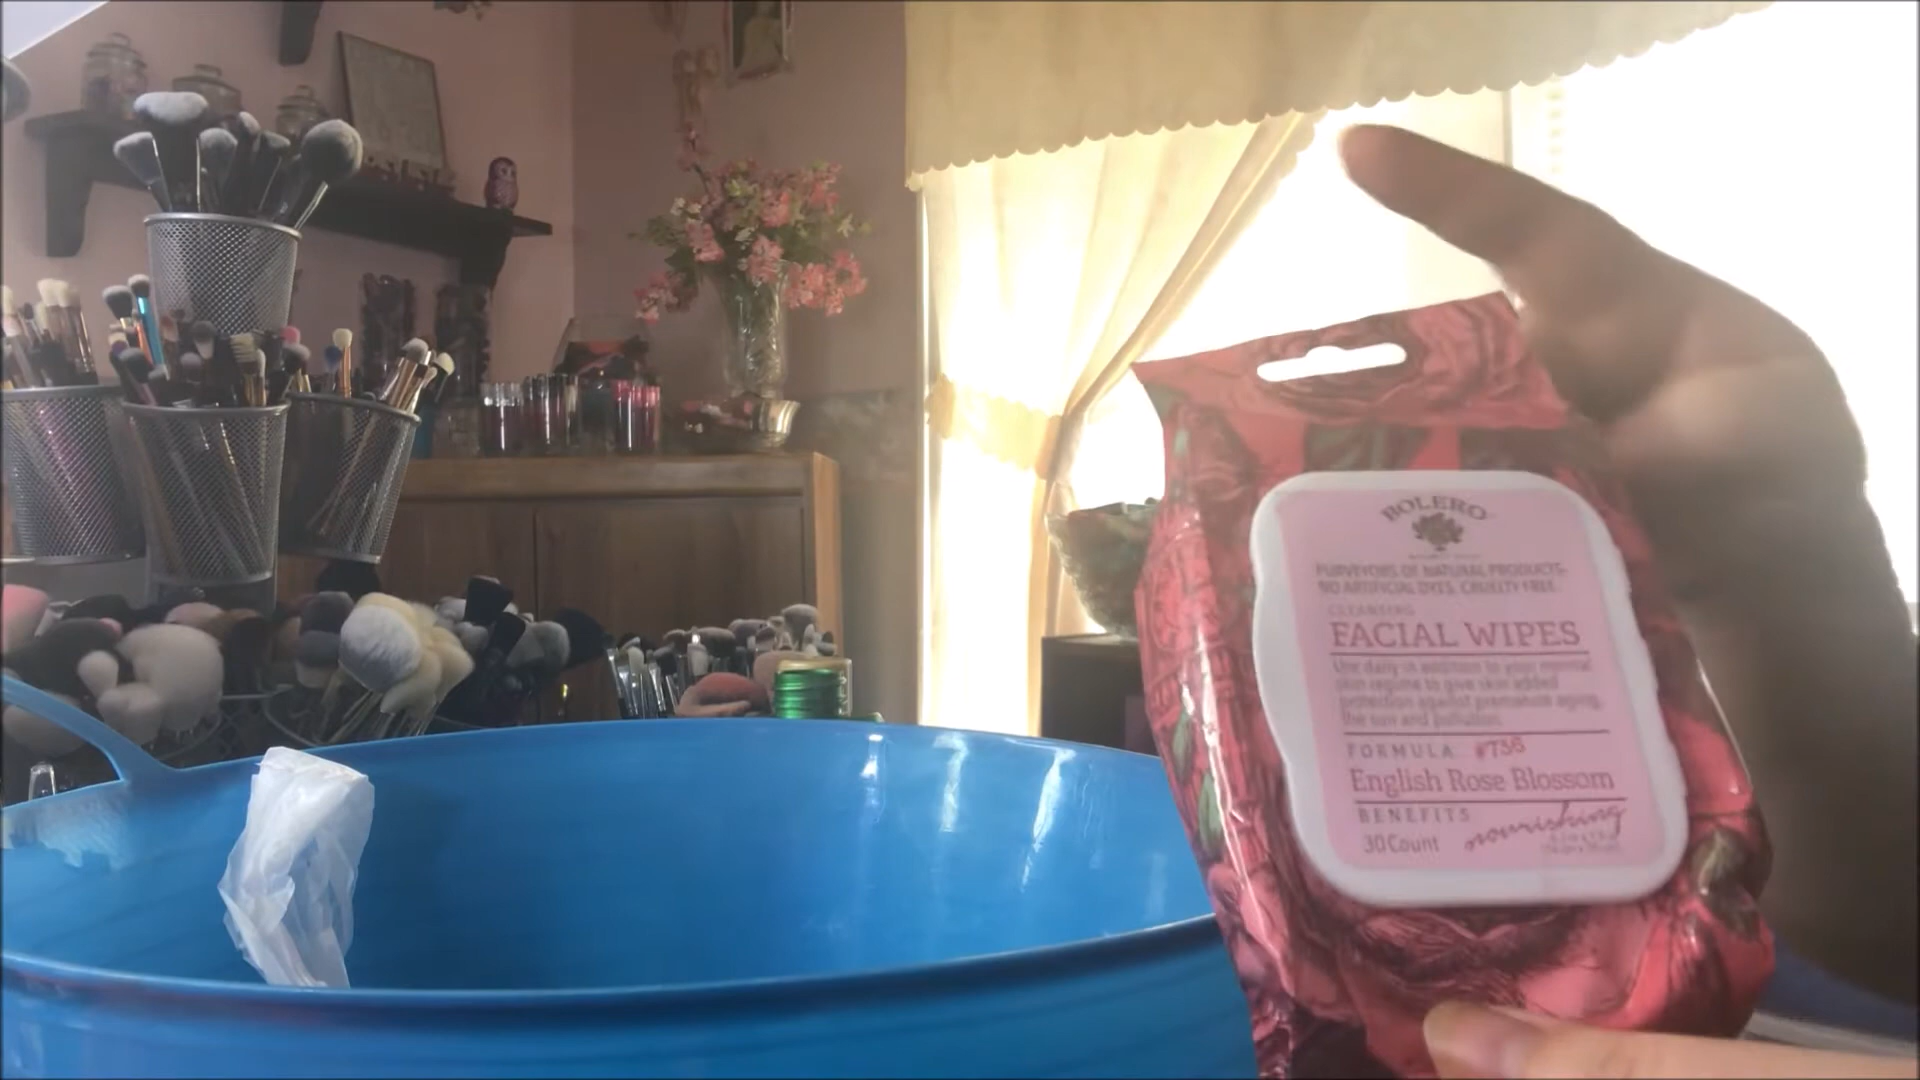 BOLERO
PURVEYORS OF NATURAL PRODUCTS.
NO ARTIFICIAL DYES. CRUELTY FREE.
CLEANSING
FACIAL WIPES
Use daily in addition to your normal
skin regime to give skin added
protection against premature aging,
the sun and pollution.
FORMULA #736
English Rose Blossom
BENEFITS
30 Count nourishing